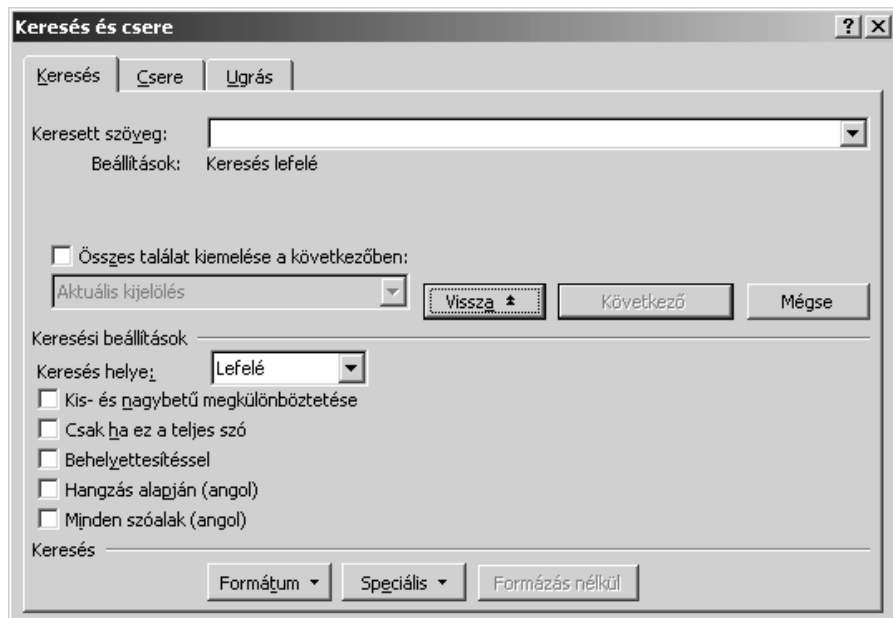 Keresés és csere
Keresés Csere Ugrás
Keresett szöveg:
Beállítások: Keresés lefelé
Összes találat kiemelése a következőben:
Aktuális kijelölés Vissza Következő Mégse
Keresési beállítások
Keresés helye: Lefelé
Kis- és nagybetű megkülönböztetése
Csak ha ez a teljes szó
Behelyettesítéssel
Hangzás alapján (angol)
Minden szóalak (angol)
Keresés
Formátum Speciális Formázás nélkül